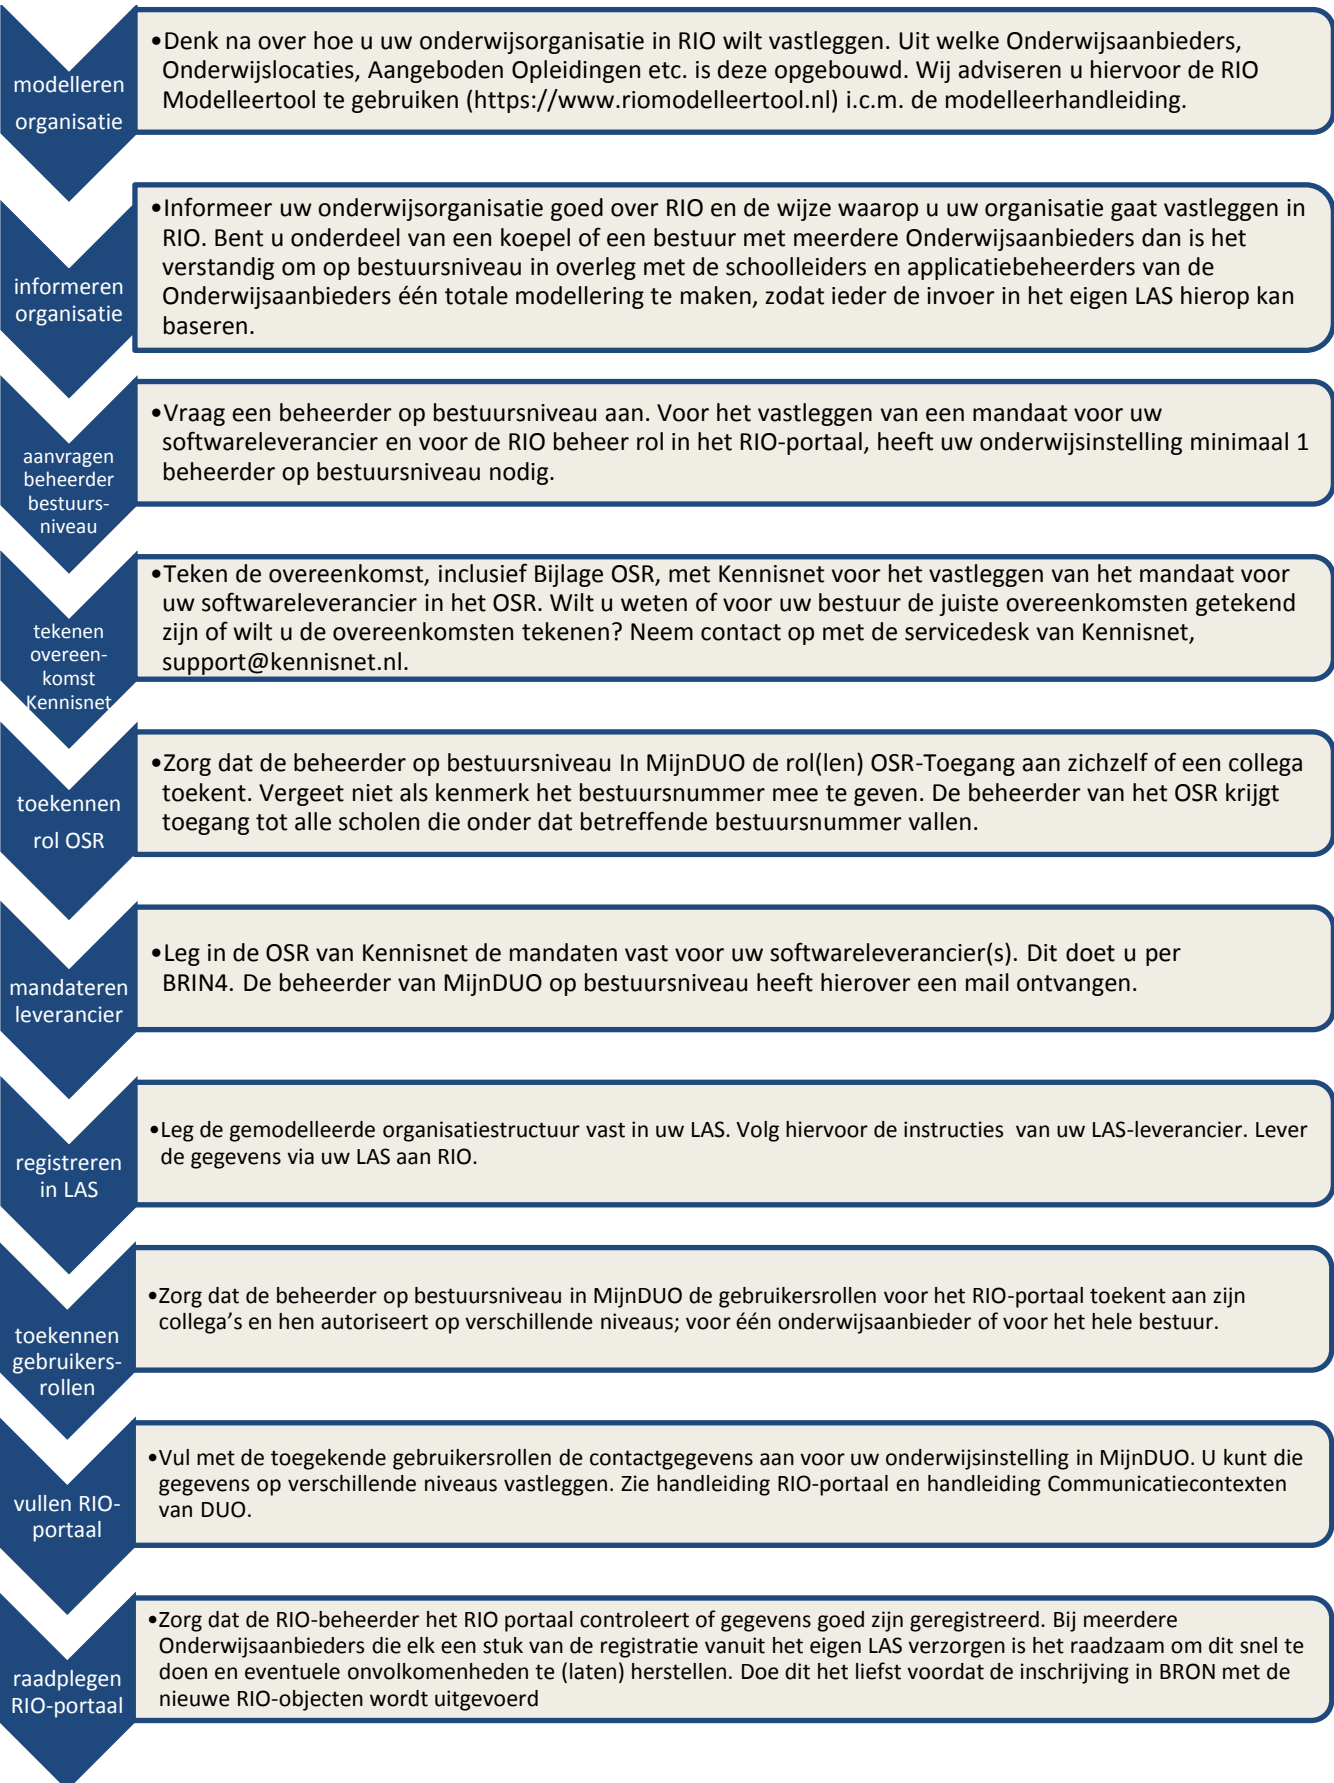 modelleren
organisatie
•Denk na over hoe u uw onderwijsorganisatie in RIO wilt vastleggen. Uit welke Onderwijsaanbieders,
Onderwijslocaties, Aangeboden Opleidingen etc. is deze opgebouwd. Wij adviseren u hiervoor de RIO
Modelleertool te gebruiken (https://www.riomodelleertool.nl) i.c.m. de modelleerhandleiding.
informeren
organisatie
•Informeer uw onderwijsorganisatie goed over RIO en de wijze waarop u uw organisatie gaat vastleggen in
RIO. Bent u onderdeel van een koepel of een bestuur met meerdere Onderwijsaanbieders dan is het
verstandig om op bestuursniveau in overleg met de schoolleiders en applicatiebeheerders van de
Onderwijsaanbieders één totale modellering te maken, zodat ieder de invoer in het eigen LAS hierop kan
baseren.
aanvragen
beheerder
bestuurs-
niveau
•Vraag een beheerder op bestuursniveau aan. Voor het vastleggen van een mandaat voor uw
softwareleverancier en voor de RIO beheer rol in het RIO-portaal, heeft uw onderwijsinstelling minimaal 1
beheerder op bestuursniveau nodig.
tekenen
overeen-
komst
Kennisnet
•Teken de overeenkomst, inclusief Bijlage OSR, met Kennisnet voor het vastleggen van het mandaat voor
uw softwareleverancier in het OSR. Wilt u weten of voor uw bestuur de juiste overeenkomsten getekend
zijn of wilt u de overeenkomsten tekenen? Neem contact op met de servicedesk van Kennisnet,
support@kennisnet.nl.
toekennen
rol OSR
•Zorg dat de beheerder op bestuursniveau In MijnDUO de rol(len) OSR-Toegang aan zichzelf of een collega
toekent. Vergeet niet als kenmerk het bestuursnummer mee te geven. De beheerder van het OSR krijgt
toegang tot alle scholen die onder dat betreffende bestuursnummer vallen.
mandateren
leverancier
•Leg in de OSR van Kennisnet de mandaten vast voor uw softwareleverancier(s). Dit doet u per
BRIN4. De beheerder van MijnDUO op bestuursniveau heeft hierover een mail ontvangen.
registreren
in LAS
•Leg de gemodelleerde organisatiestructuur vast in uw LAS. Volg hiervoor de instructies  van uw LAS-leverancier. Lever
de gegevens via uw LAS aan RIO.
toekennen
gebruikers-
rollen
•Zorg dat de beheerder op bestuursniveau in MijnDUO de gebruikersrollen voor het RIO-portaal toekent aan zijn
collega's en hen autoriseert op verschillende niveaus; voor één onderwijsaanbieder of voor het hele bestuur.
vullen RIO-
portaal
•Vul met de toegekende gebruikersrollen de contactgegevens aan voor uw onderwijsinstelling in MijnDUO. U kunt die
gegevens op verschillende niveaus vastleggen. Zie handleiding RIO-portaal en handleiding Communicatiecontexten
van DUO.
raadplegen
RIO-portaal
•Zorg dat de RIO-beheerder het RIO portaal controleert of gegevens goed zijn geregistreerd. Bij meerdere
Onderwijsaanbieders die elk een stuk van de registratie vanuit het eigen LAS verzorgen is het raadzaam om dit snel te
doen en eventuele onvolkomenheden te (laten) herstellen. Doe dit het liefst voordat de inschrijving in BRON met de
nieuwe RIO-objecten wordt uitgevoerd